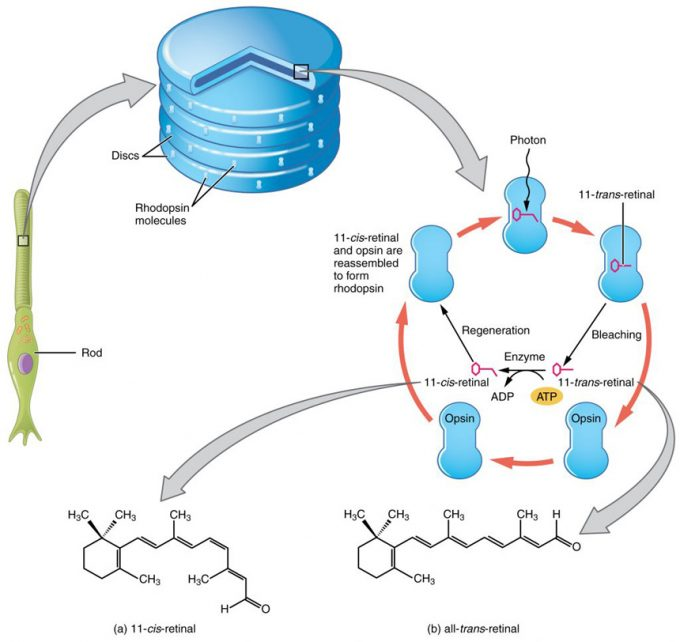 Photon
11-trans-retinal
Discs
Rhodopsin
molecules
11-cis-retinal
and opsin are
reassembled
to form
rhodopsin
Regeneration
Bleaching
Enzyme
Rod
11-cis-retinal
11-trans-retinal
ADP
ATP
Opsin
Opsin
H₃C
CH₃
CH₃
CH₃
H₃C
H
O
H₃C
CH₃
CH₃
CH₃
H
O
CH₃
(a) 11-cis-retinal
(b) all-trans-retinal